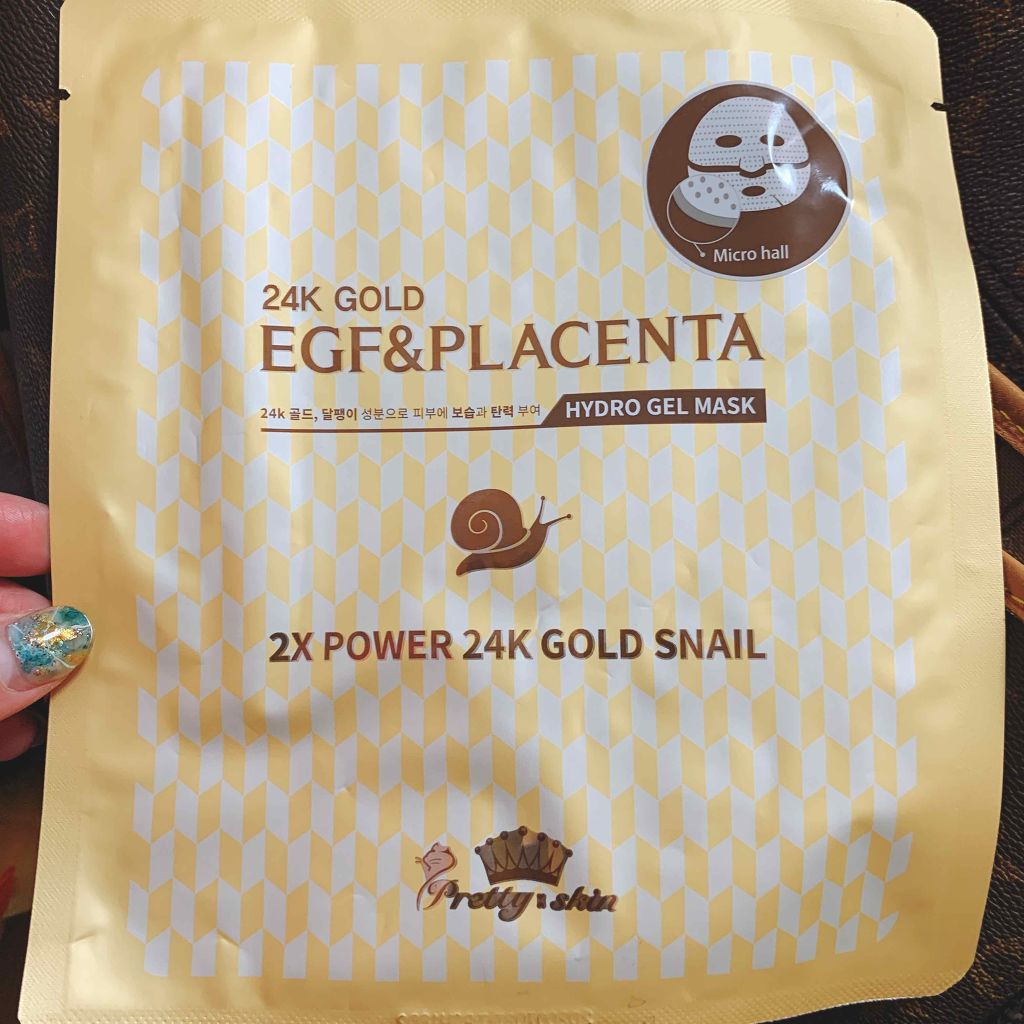 Micro hall
24K GOLD
EGF&PLACENTA
24k 골드, 달팽이 성분으로 피부에 보습과 탄력 부여
HYDRO GEL MASK
2X POWER 24K GOLD SNAIL
Pretty skin